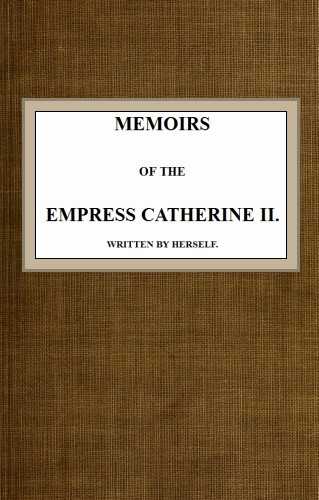 MEMOIRS
OF THE
EMPRESS CATHERINE II.
WRITTEN BY HERSELF.